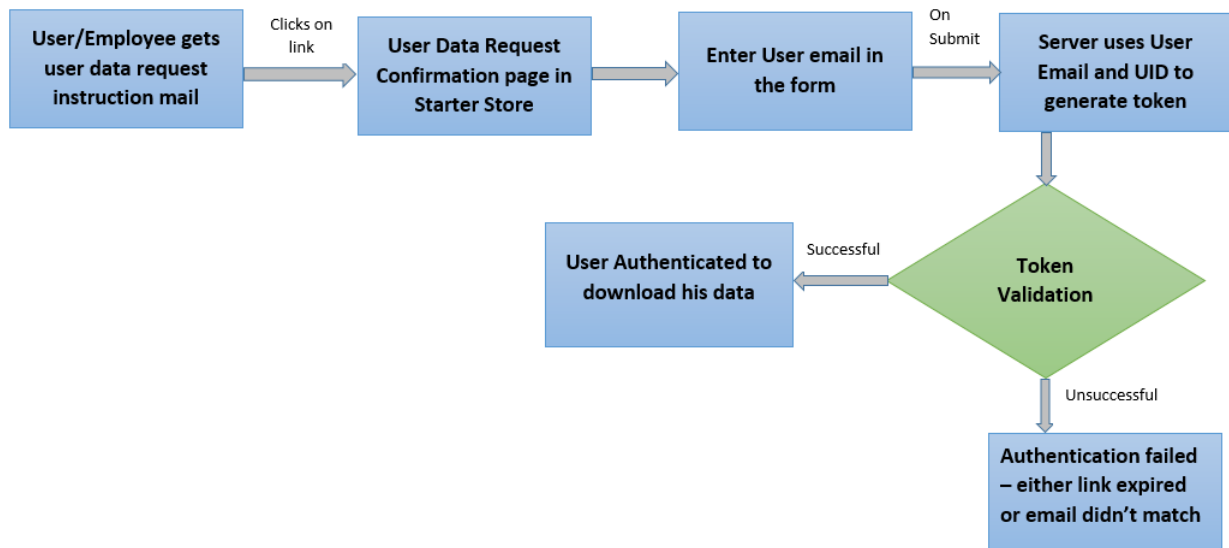 User/Employee gets
user data request
instruction mail
Clicks on
link
User Data Request
Confirmation page in
Starter Store
Enter User email in
the form
On
Submit
Server uses User
Email and UID to
generate token
Token
Validation
Successful
User Authenticated to
download his data
Unsuccessful
Authentication failed
– either link expired
or email didn’t match